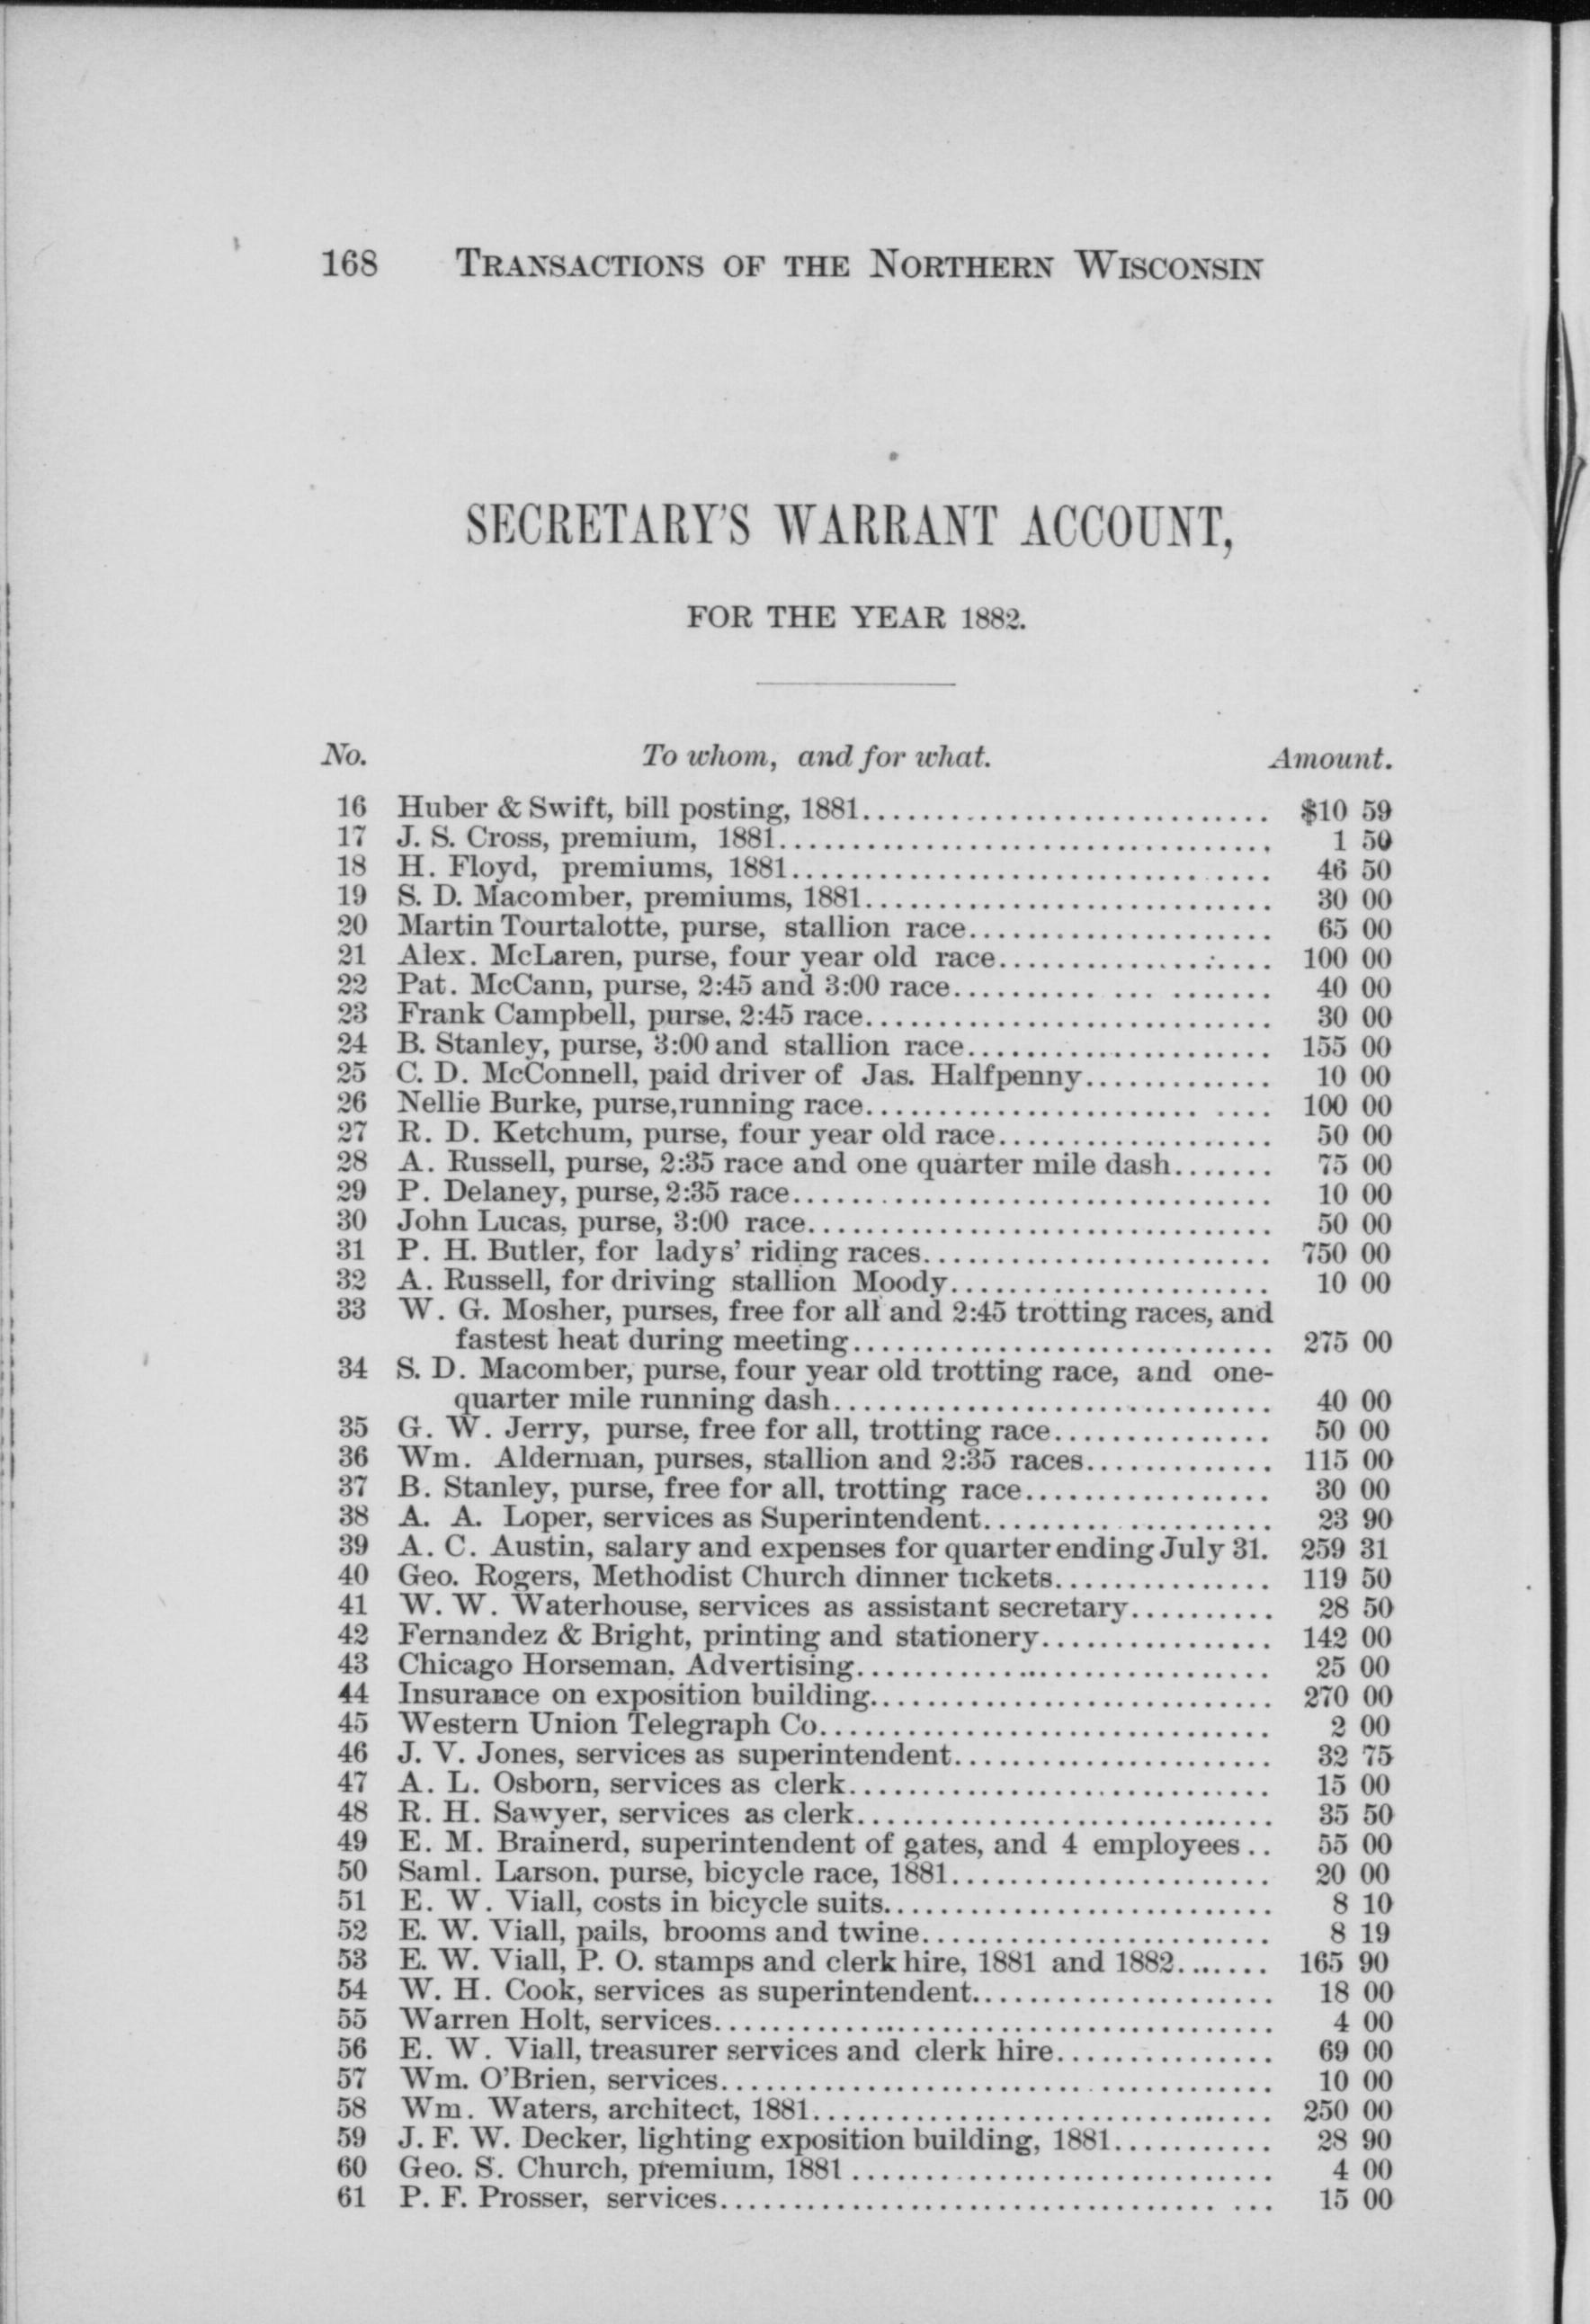 168 TRANSACTIONS OF THE NORTHERN WISCONSIN
SECRETARY'S WARRANT ACCOUNT,
FOR THE YEAR 1882.
No. To whom, and for what. Amount.
16 Huber & Swift, bill posting, 1881 $10 59
17 J. S. Cross, premium, 1881 1 50
18 H. Floyd, premiums, 1881 46 50
19 S. D. Macomber, premiums, 1881 30 00
20 Martin Tourtalotte, purse, stallion race 65 00
21 Alex. McLaren, purse, four year old race 100 00
22 Pat. McCann, purse, 2:45 and 3:00 race 40 00
23 Frank Campbell, purse, 2:45 race 30 00
24 B. Stanley, purse, 3:00 and stallion race 155 00
25 C. D. McConnell, paid driver of Jas. Halfpenny 10 00
26 Nellie Burke, purse, running race 100 00
27 R. D. Ketchum, purse, four year old race 50 00
28 A. Russell, purse, 2:35 race and one quarter mile dash 75 00
29 P. Delaney, purse, 2:35 race 10 00
30 John Lucas, purse, 3:00 race 50 00
31 P. H. Butler, for ladys' riding races 750 00
32 A. Russell, for driving stallion Moody 10 00
33 W. G. Mosher, purses, free for all and 2:45 trotting races, and
fastest heat during meeting 275 00
34 S. D. Macomber, purse, four year old trotting race, and one-
quarter mile running dash 40 00
35 G. W. Jerry, purse, free for all, trotting race 50 00
36 Wm. Alderman, purses, stallion and 2:35 races 115 00
37 B. Stanley, purse, free for all, trotting race 30 00
38 A. A. Loper, services as Superintendent 23 90
39 A. C. Austin, salary and expenses for quarter ending July 31. 259 31
40 Geo. Rogers, Methodist Church dinner tickets 119 50
41 W. W. Waterhouse, services as assistant secretary 28 50
42 Fernandez & Bright, printing and stationery 142 00
43 Chicago Horseman, Advertising 25 00
44 Insurance on exposition building 270 00
45 Western Union Telegraph Co 2 00
46 J. V. Jones, services as superintendent 32 75
47 A. L. Osborn, services as clerk 15 00
48 R. H. Sawyer, services as clerk 35 50
49 E. M. Brainerd, superintendent of gates, and 4 employees 55 00
50 Saml. Larson, purse, bicycle race, 1881 20 00
51 E. W. Viall, costs in bicycle suits 8 10
52 E. W. Viall, pails, brooms and twine 8 19
53 E. W. Viall, P. O. stamps and clerk hire, 1881 and 1882 165 90
54 W. H. Cook, services as superintendent 18 00
55 Warren Holt, services 4 00
56 E. W. Viall, treasurer services and clerk hire 69 00
57 Wm. O'Brien, services 10 00
58 Wm. Waters, architect, 1881 250 00
59 J. F. W. Decker, lighting exposition building, 1881 28 90
60 Geo. S. Church, premium, 1881 4 00
61 P. F. Prosser, services 15 00